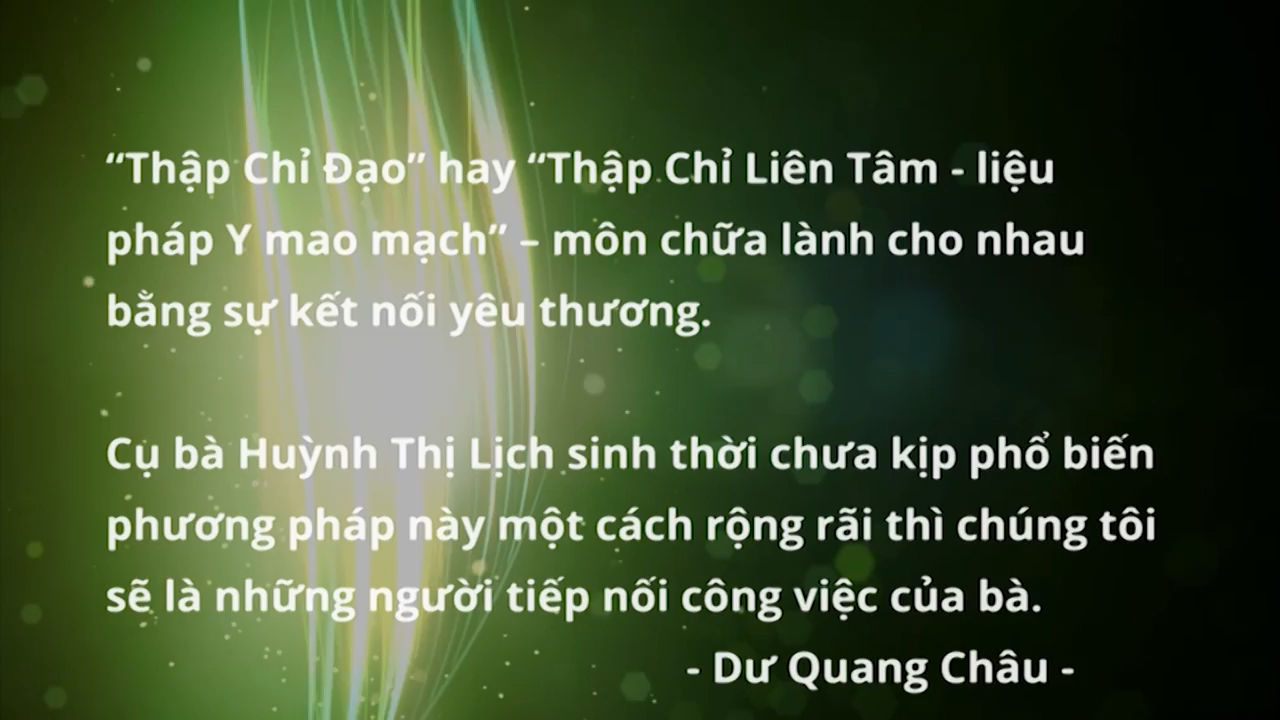 “Thập Chỉ Đạo” hay “Thập Chỉ Liên Tâm - liệu
pháp Y mao mạch” – môn chữa lành cho nhau
bằng sự kết nối yêu thương.
Cụ bà Huỳnh Thị Lịch sinh thời chưa kịp phổ biến
phương pháp này một cách rộng rãi thì chúng tôi
sẽ là những người tiếp nối công việc của bà.
- Dư Quang Châu -